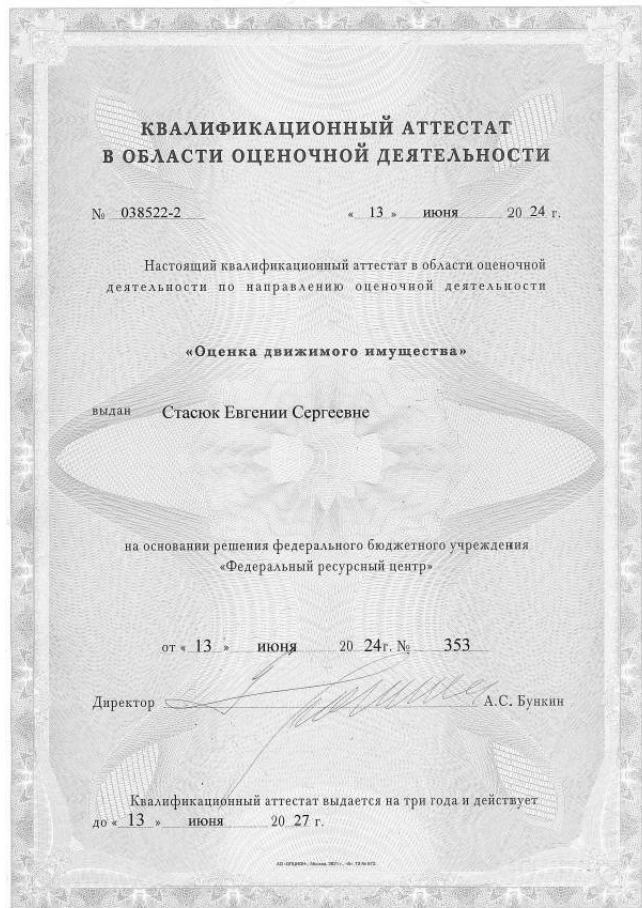 КВАЛИФИКАЦИОННЫЙ АТТЕСТАТ
В ОБЛАСТИ ОЦЕНОЧНОЙ ДЕЯТЕЛЬНОСТИ
№ 038522-2 « 13 » июня 20 24 г.
Настоящий квалификационный аттестат в области оценочной
деятельности по направлению оценочной деятельности
«Оценка движимого имущества»
выдан Стасюк Евгении Сергеевне
на основании решения федерального бюджетного учреждения
«Федеральный ресурсный центр»
от « 13 » июня 20 24г. № 353
Директор А.С. Бункин
Квалификационный аттестат выдается на три года и действует
до « 13 » июня 20 27 г.